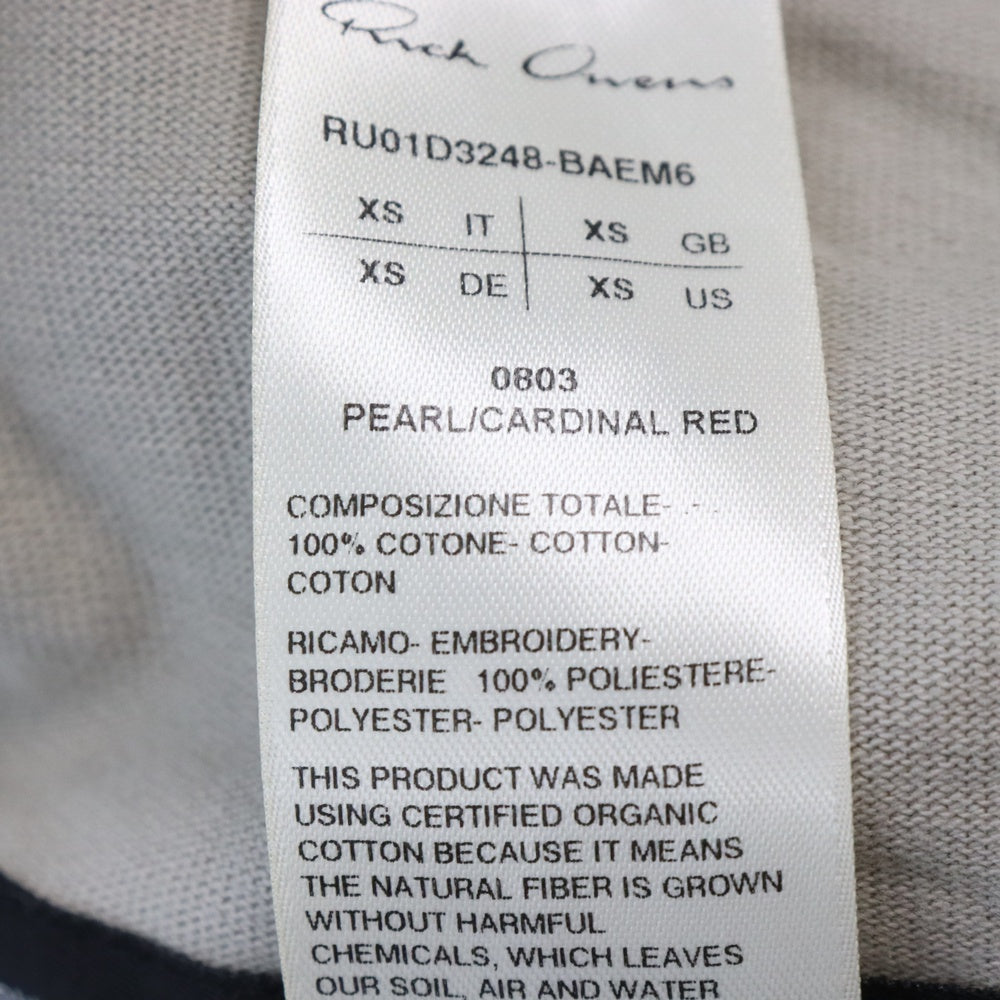 Rick Owens
RU01D3248-BAEM6
XS IT XS GB
XS DE XS US
0803
PEARL/CARDINAL RED
COMPOSIZIONE TOTALE- .-.
100% COTONE- COTTON-
COTON
RICAMO- EMBROIDERY-
BRODERIE 100% POLIESTERE-
POLYESTER- POLYESTER
THIS PRODUCT WAS MADE
USING CERTIFIED ORGANIC
COTTON BECAUSE IT MEANS
THE NATURAL FIBER IS GROWN
WITHOUT HARMFUL
CHEMICALS, WHICH LEAVES
OUR SOIL, AIR AND WATER